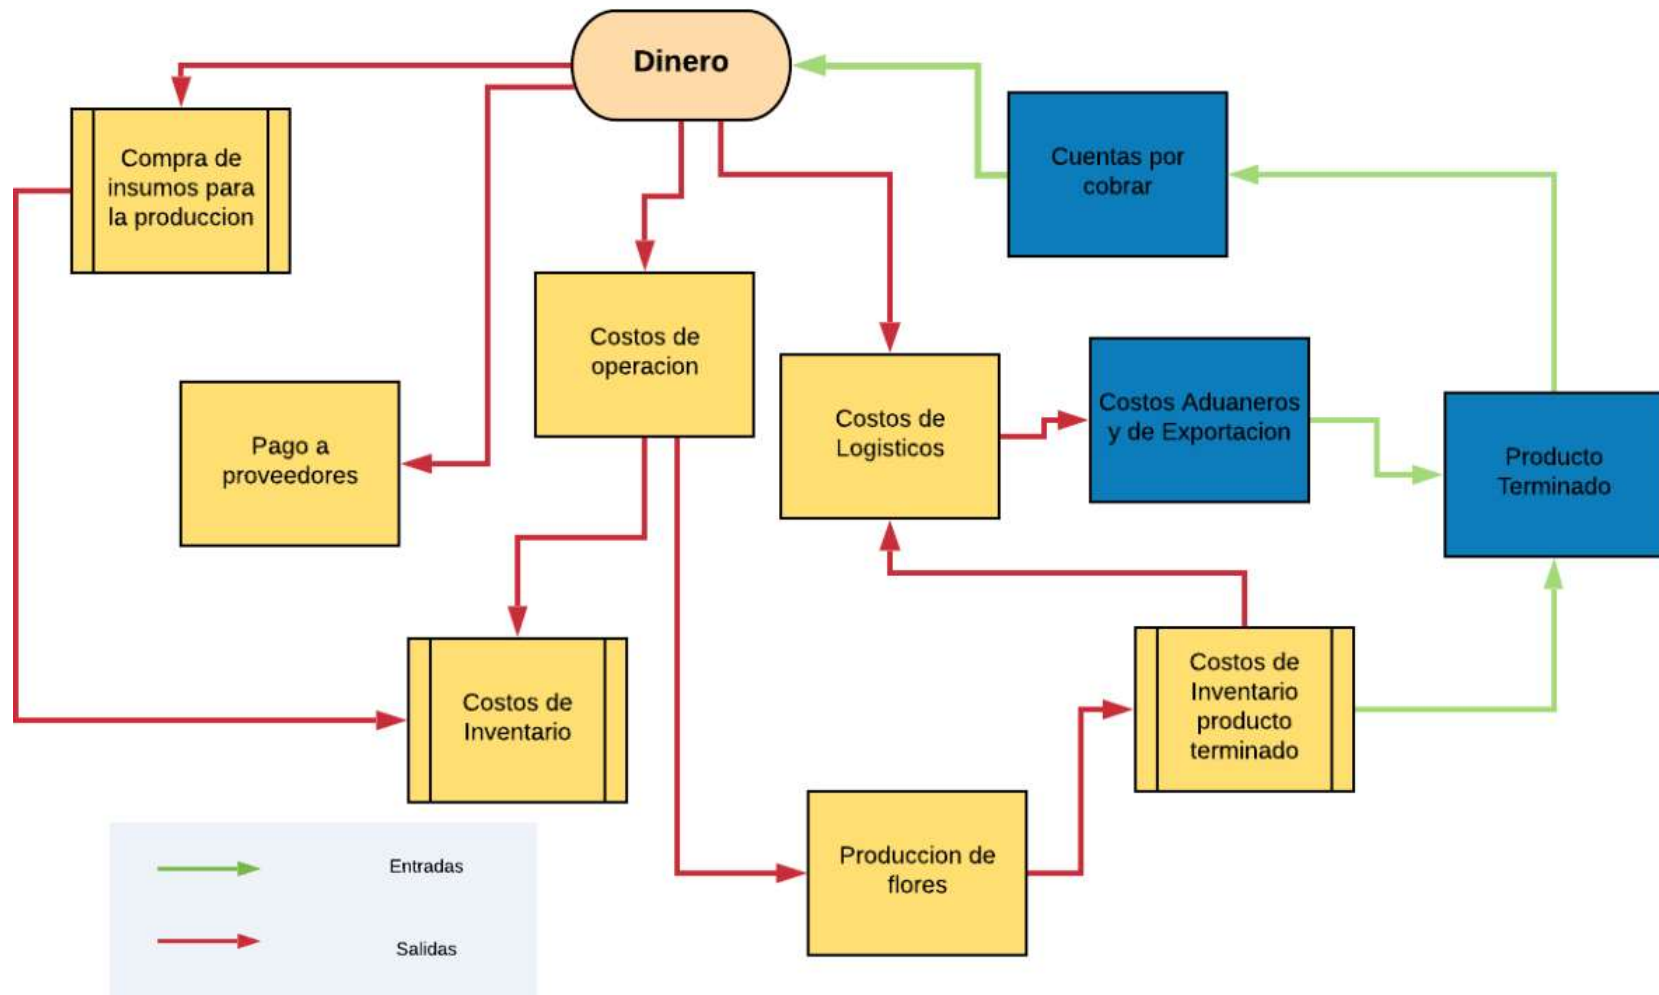 Dinero
Compra de
insumos para
la produccion
Cuentas por
cobrar
Costos de
operacion
Pago a
proveedores
Costos de
Logisticos
Costos Aduaneros
y de Exportacion
Producto
Terminado
Costos de
Inventario
Costos de
Inventario
producto
terminado
Produccion de
flores
Entradas
Salidas